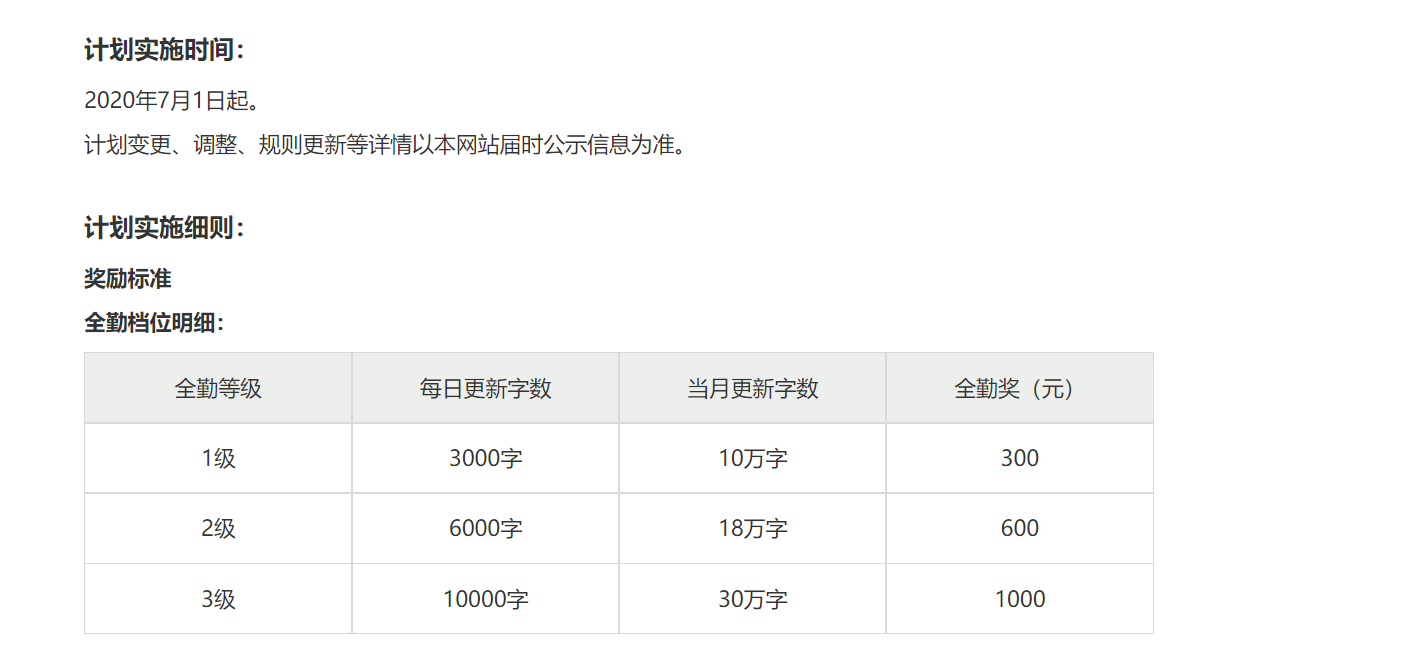 计划实施时间：
2020年7月1日起。
计划变更、调整、规则更新等详情以本网站届时公示信息为准。
计划实施细则：
奖励标准
全勤档位明细：
全勤等级 每日更新字数 当月更新字数 全勤奖（元）
1级 3000字 10万字 300
2级 6000字 18万字 600
3级 10000字 30万字 1000